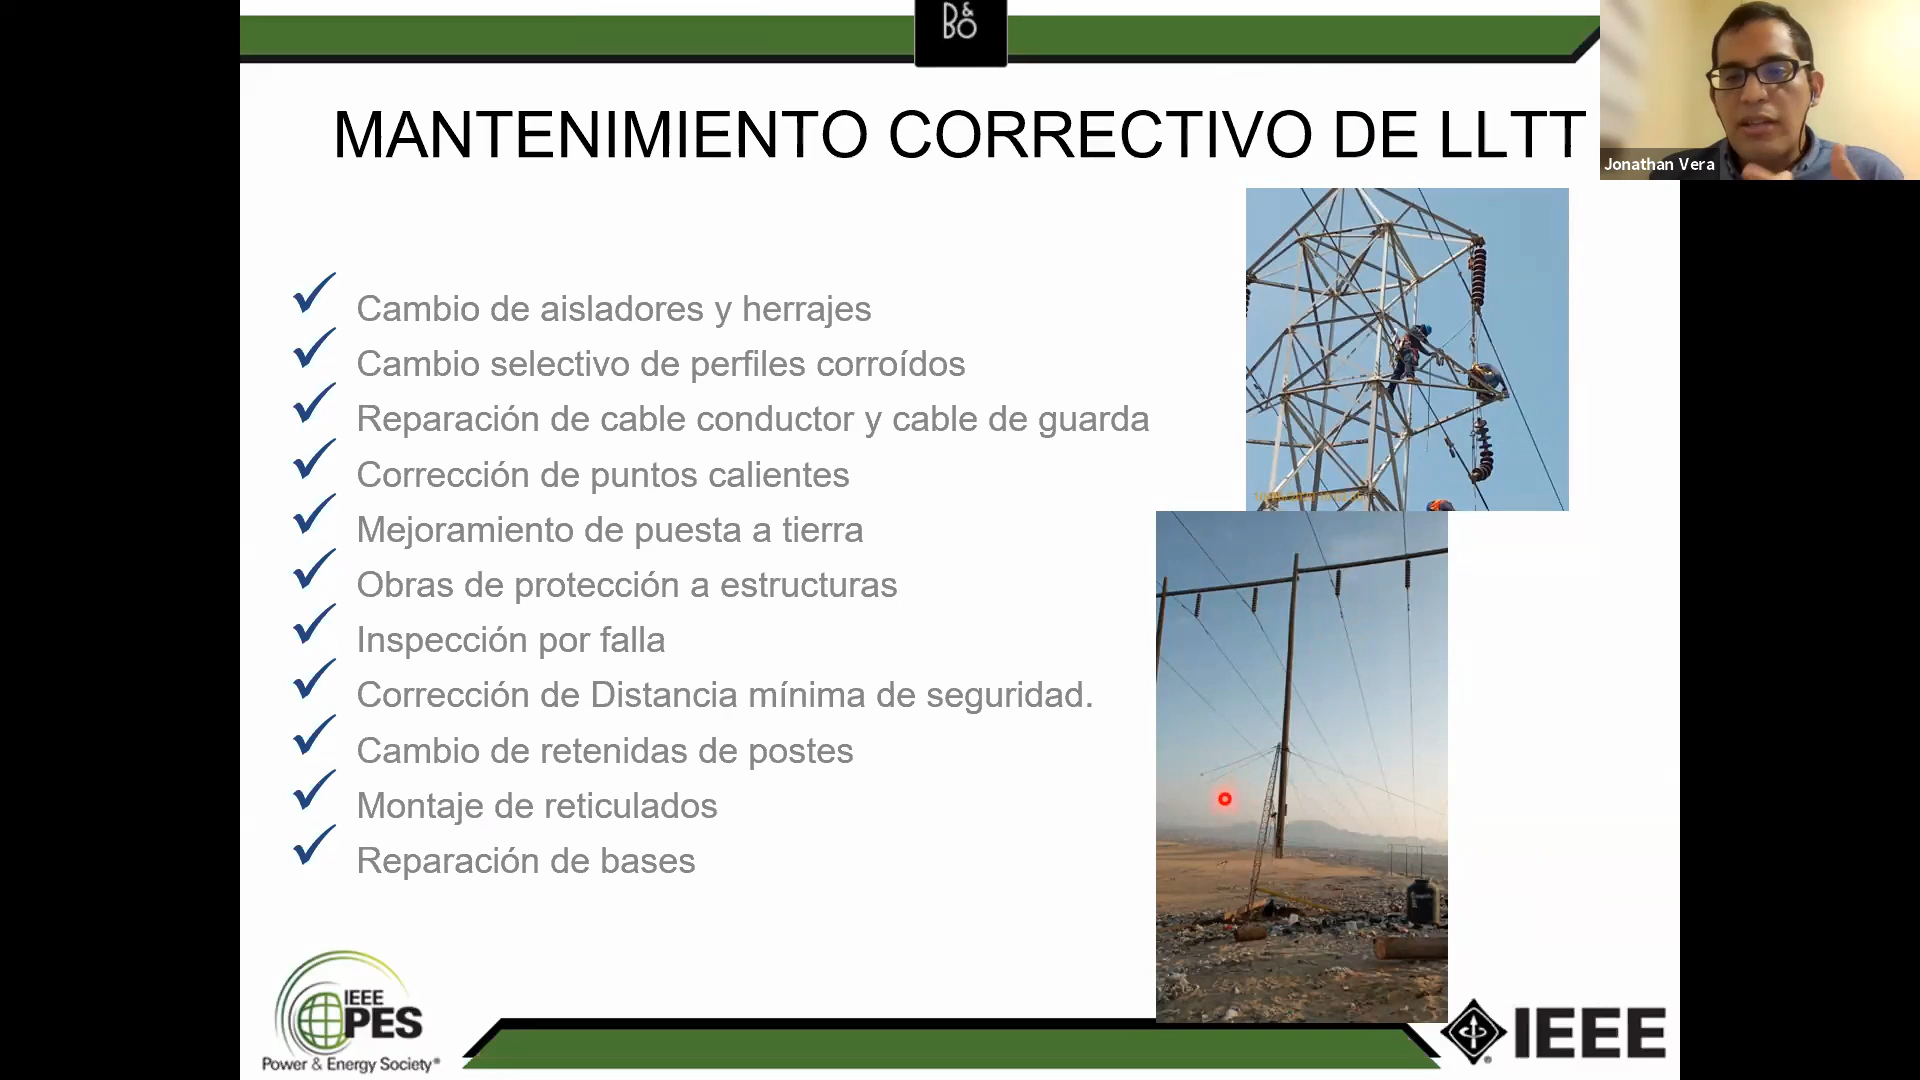 B&O
MANTENIMIENTO CORRECTIVO DE LLTT
Jonathan Vera
Cambio de aisladores y herrajes
Cambio selectivo de perfiles corroídos
Reparación de cable conductor y cable de guarda
Corrección de puntos calientes
Mejoramiento de puesta a tierra
Obras de protección a estructuras
Inspección por falla
Corrección de Distancia mínima de seguridad.
Cambio de retenidas de postes
Montaje de reticulados
Reparación de bases
IEEE
PES
Power & Energy Society®
IEEE